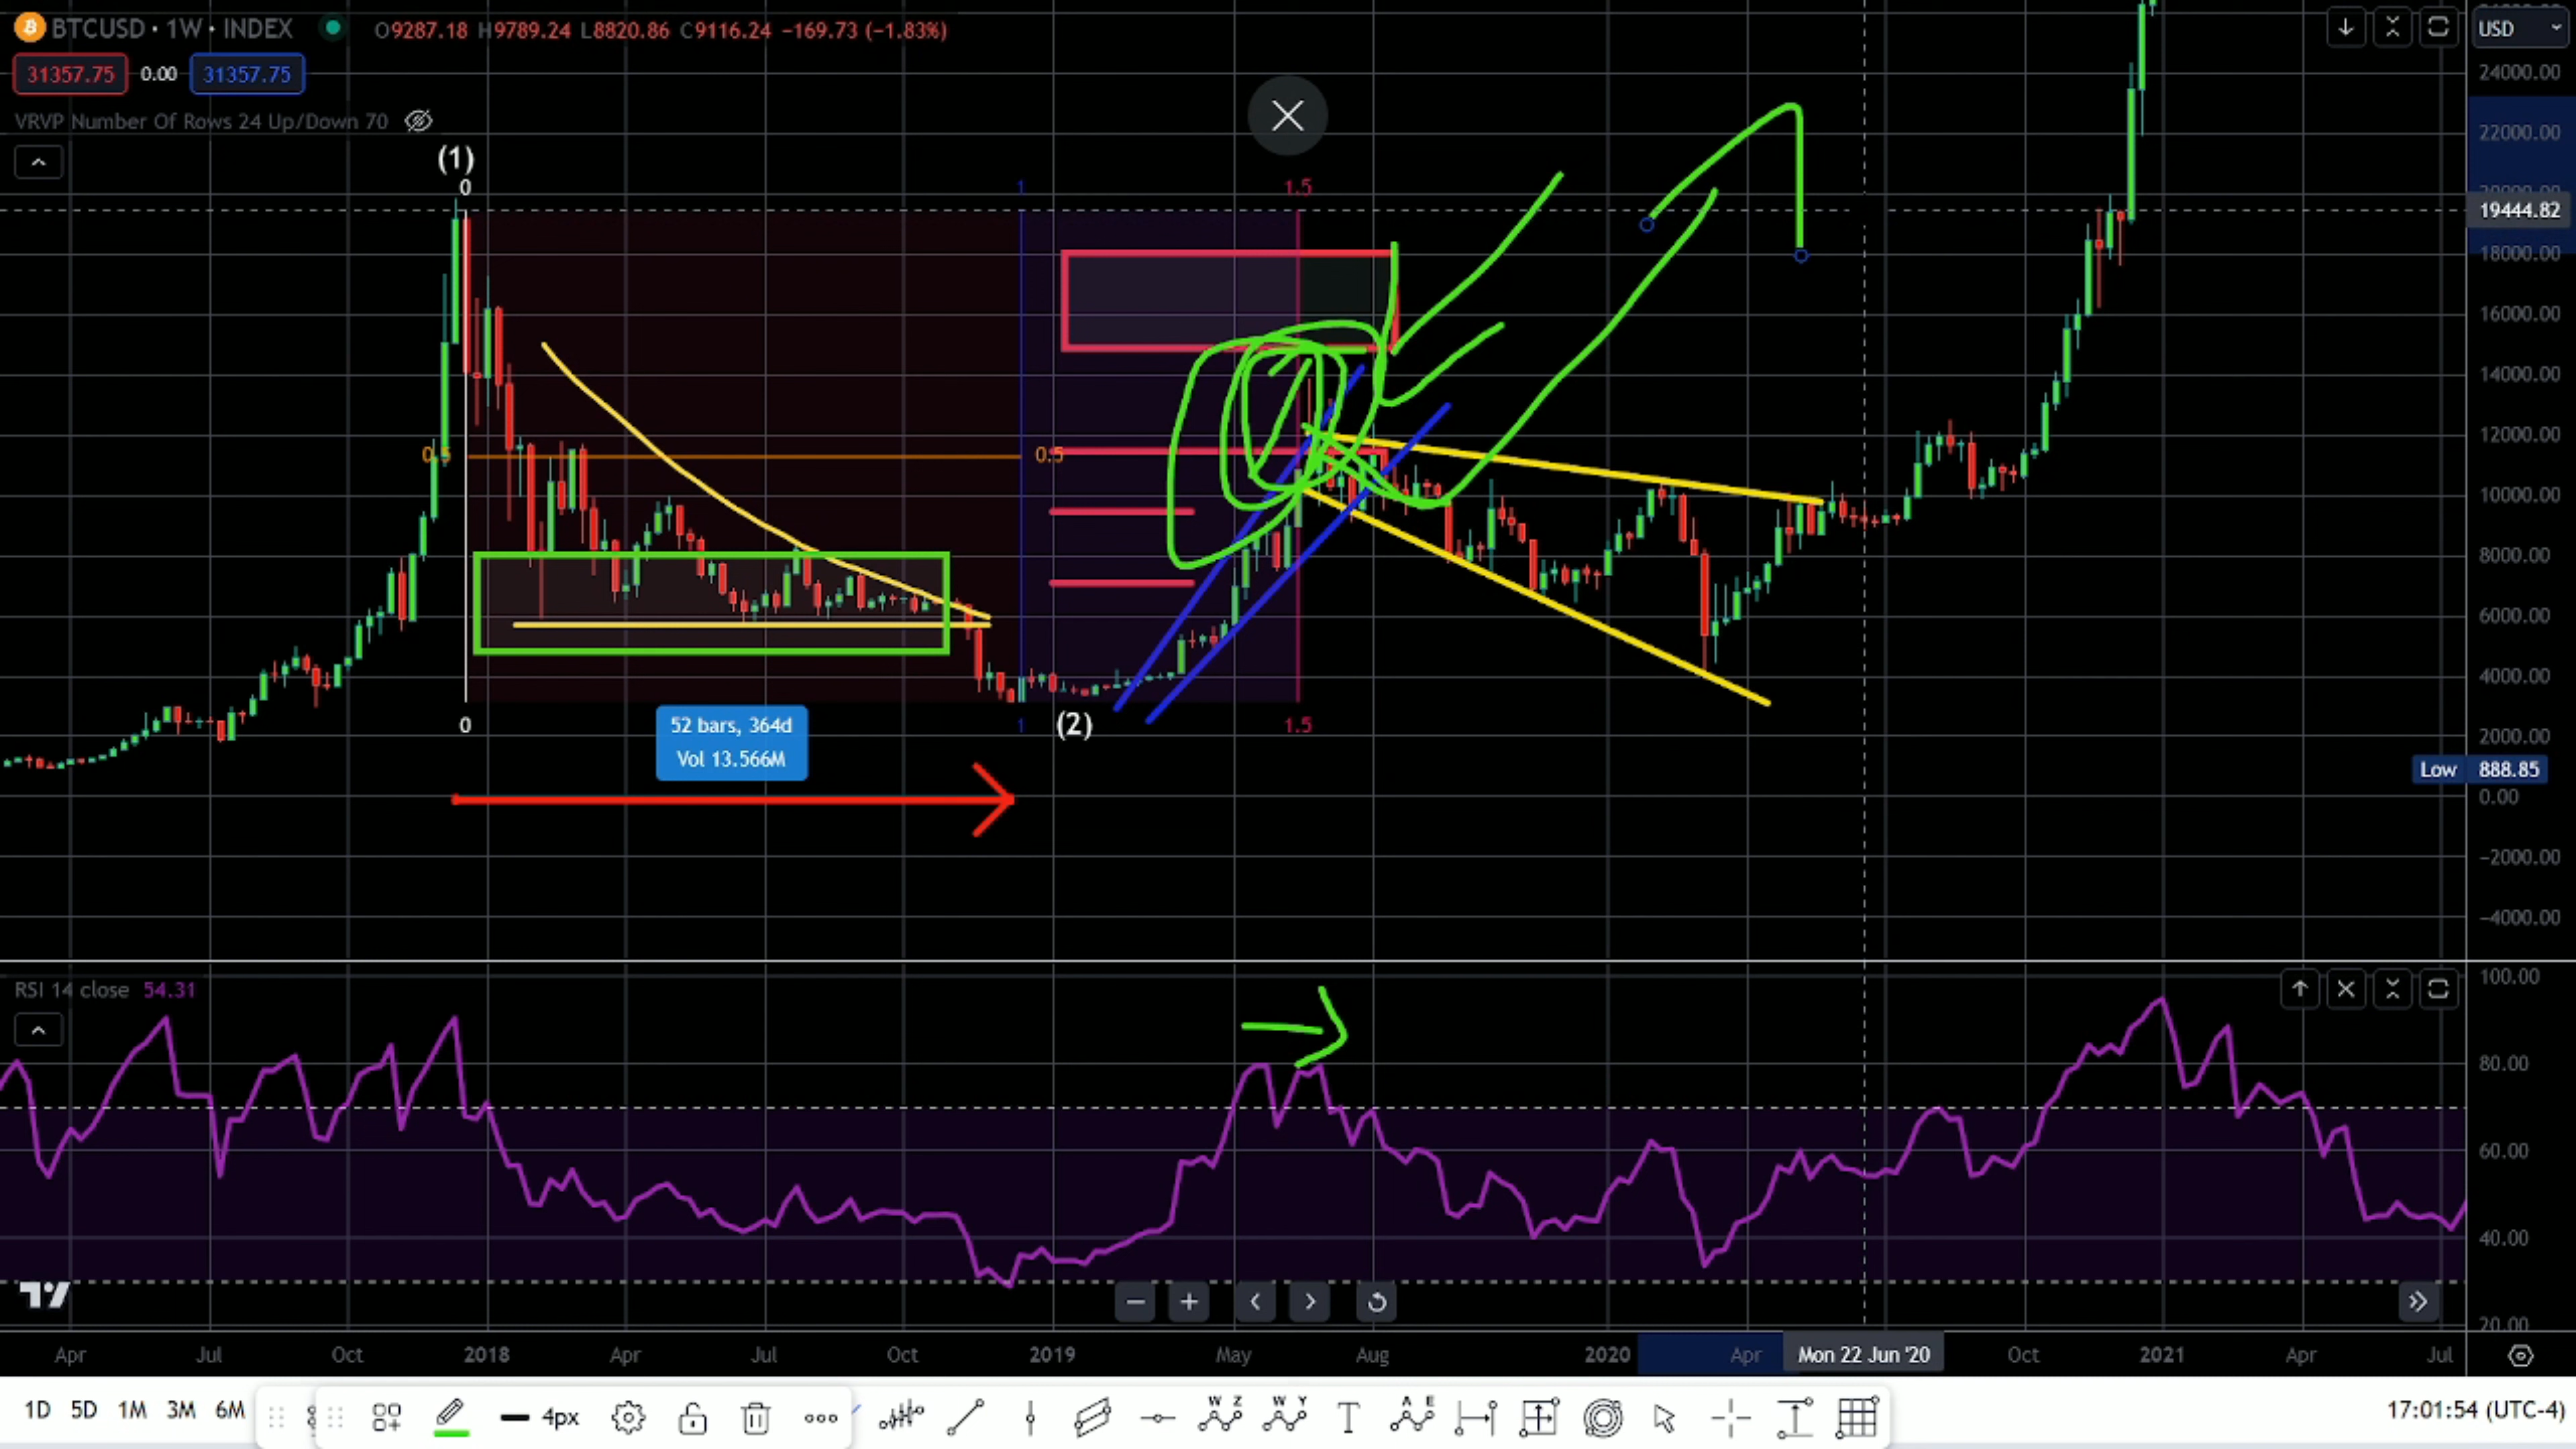 BTCUSD · 1W · INDEX O9287.18 H9789.24 L8820.86 C9116.24 −169.73 (−1.83%)
31357.75 0.00 31357.75
VRVP Number Of Rows 24 Up/Down 70
USD
24000.00
22000.00
19444.82
18000.00
16000.00
14000.00
12000.00
10000.00
8000.00
6000.00
4000.00
2000.00
Low 888.85
0.00
−2000.00
−4000.00
(1)
0 1 1.5
0.5 0.5
52 bars, 364d
Vol 13.566M
0 1 (2) 1.5
RSI 14 close 54.31
100.00
80.00
60.00
40.00
20.00
Apr Jul Oct 2018 Apr Jul Oct 2019 May Aug 2020 Apr Mon 22 Jun '20 Oct 2021 Apr Jul
1D 5D 1M 3M 6M 4px W Z W Y T A E 17:01:54 (UTC-4)